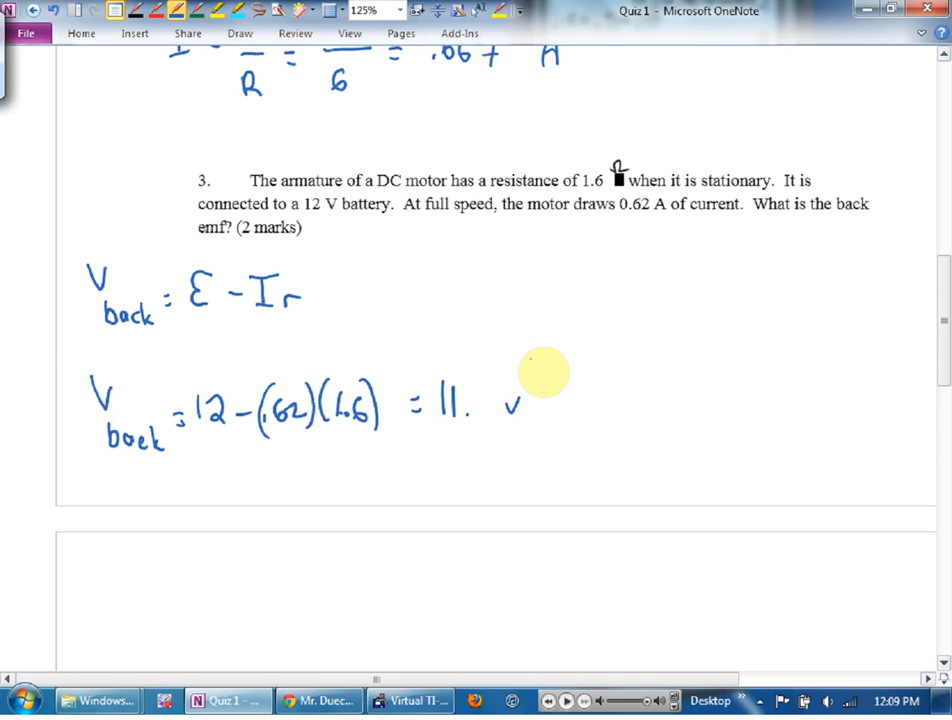 Quiz 1 - Microsoft OneNote
125%
File Home Insert Share Draw Review View Pages Add-Ins
R = 6 = .06
3. The armature of a DC motor has a resistance of 1.6 Ω when it is stationary. It is
connected to a 12 V battery. At full speed, the motor draws 0.62 A of current. What is the back
emf? (2 marks)
V back = Ɛ - Ir
V back = 12 - (.62)(1.6) = 11. V
Windows... Quiz 1 - ... Mr. Duec... Virtual TI-... Desktop 12:09 PM